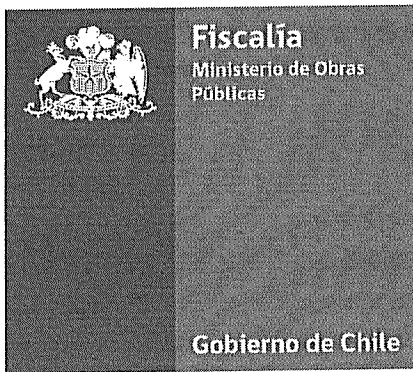 Fiscalía
Ministerio de Obras
Públicas
Gobierno de Chile